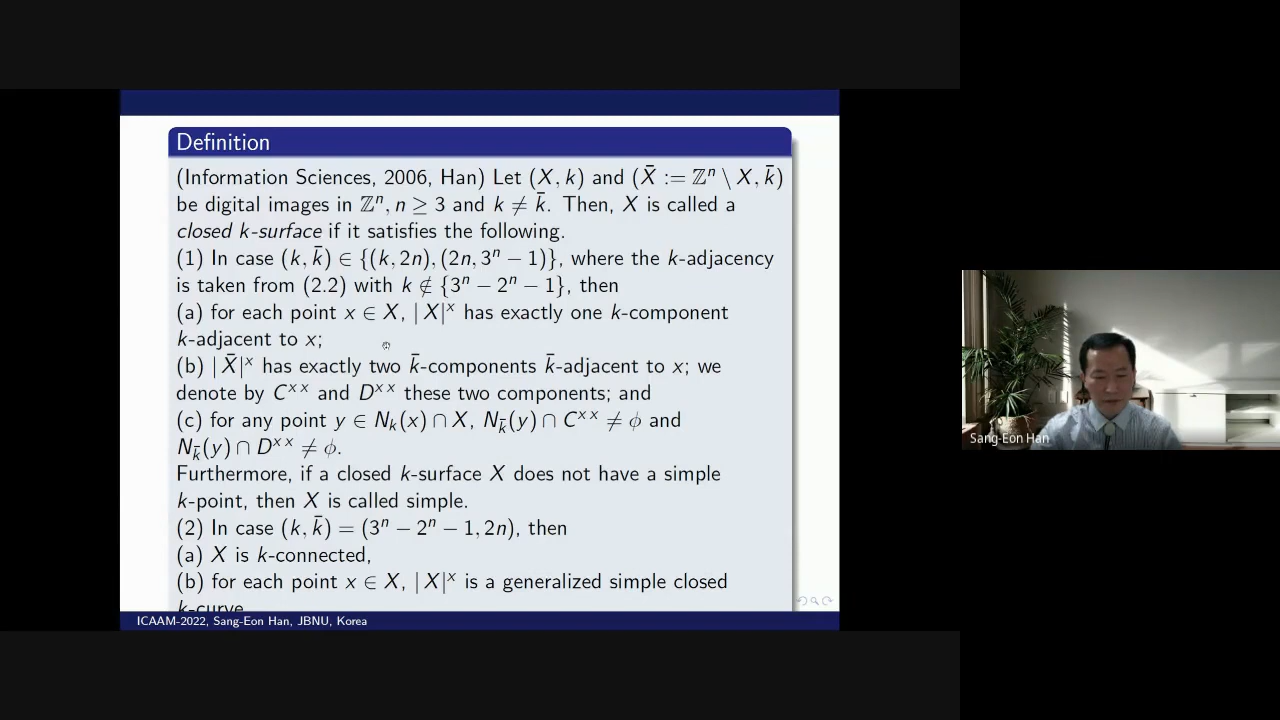 Definition
(Information Sciences, 2006, Han) Let (X, k) and (X̄ := ℤⁿ \ X, k̄)
be digital images in ℤⁿ, n ≥ 3 and k ≠ k̄. Then, X is called a
closed k-surface if it satisfies the following.
(1) In case (k, k̄) ∈ {(k, 2n), (2n, 3ⁿ − 1)}, where the k-adjacency
is taken from (2.2) with k ∉ {3ⁿ − 2ⁿ − 1}, then
(a) for each point x ∈ X, |X|ˣ has exactly one k-component
k-adjacent to x;
(b) |X̄|ˣ has exactly two k̄-components k̄-adjacent to x; we
denote by Cˣˣ and Dˣˣ these two components; and
(c) for any point y ∈ Nₖ(x) ∩ X, N_k̄(y) ∩ Cˣˣ ≠ ϕ and
N_k̄(y) ∩ Dˣˣ ≠ ϕ.
Furthermore, if a closed k-surface X does not have a simple
k-point, then X is called simple.
(2) In case (k, k̄) = (3ⁿ − 2ⁿ − 1, 2n), then
(a) X is k-connected,
(b) for each point x ∈ X, |X|ˣ is a generalized simple closed
k-curve
ICAAM-2022, Sang-Eon Han, JBNU, Korea
Sang-Eon Han